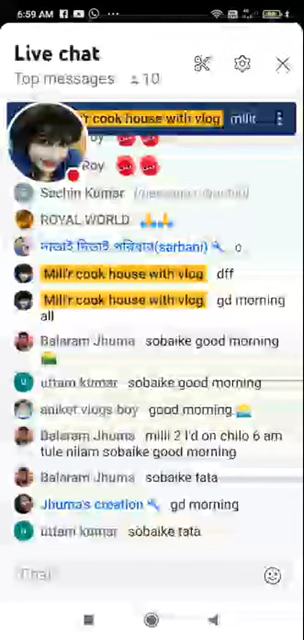 6:59 AM
Live chat
Top messages 10
cook house with vlog
Roy
Sachin Kumar
ROYAL WORLD
(sarbani)
Mili'r cook house with vlog dff
Mili'r cook house with vlog gd morning
all
Balaram Jhuma sobaike good morning
uttam kumar sobaike good morning
aniket vlogs boy good morning
Balaram Jhuma milli 2 I'd on chilo 6 am
tule nilam sobaike good morning
Balaram Jhuma sobaike tata
Jhuma's creation gd morning
uttam kumar sobaike tata
Chat